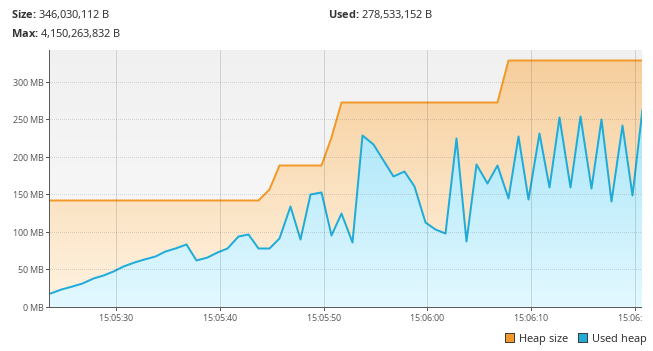 Size: 346,030,112 B Used: 278,533,152 B
Max: 4,150,263,832 B
300 MB
250 MB
200 MB
150 MB
100 MB
50 MB
0 MB
15:05:30 15:05:40 15:05:50 15:06:00 15:06:10 15:06:
Heap size Used heap